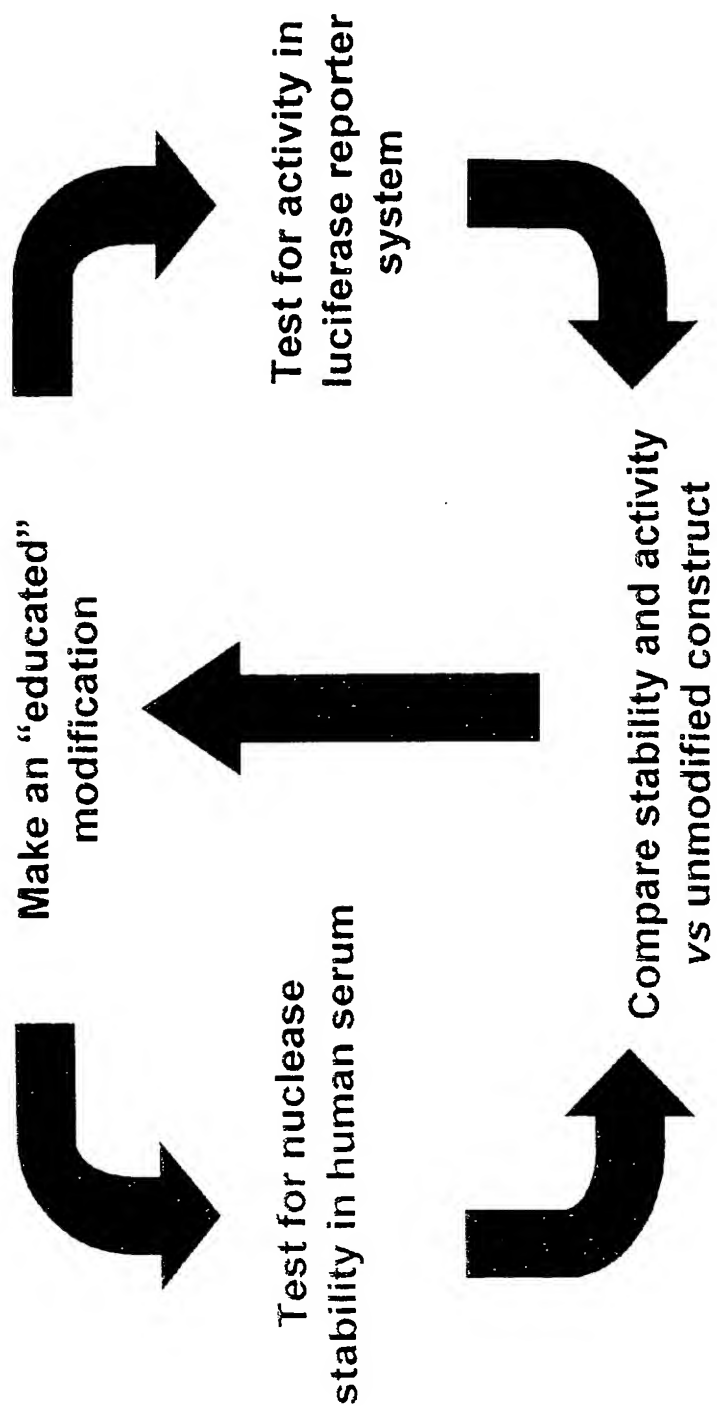 Make an “educated”
modification
Test for nuclease
stability in human serum
Test for activity in
luciferase reporter
system
Compare stability and activity
vs unmodified construct